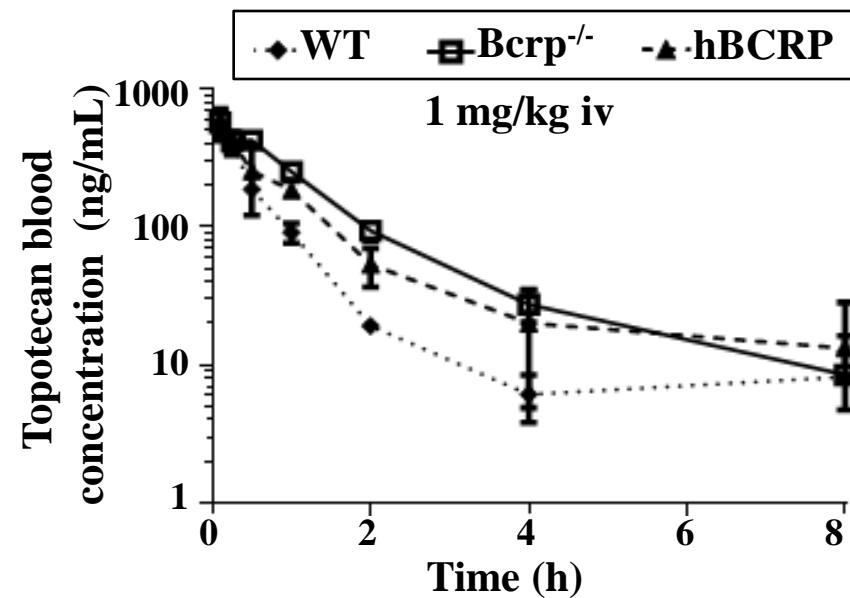 WT Bcrp-/- hBCRP
1 mg/kg iv
Topotecan blood
concentration (ng/mL)
1000
100
10
1
0 2 4 6 8
Time (h)